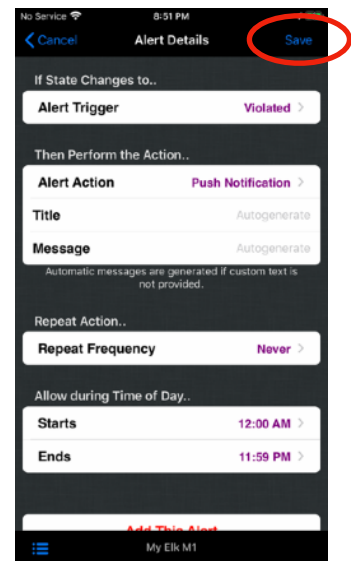 No Service 8:51 PM
Cancel Alert Details Save
If State Changes to..
Alert Trigger Violated
Then Perform the Action..
Alert Action Push Notification
Title Autogenerate
Message Autogenerate
Automatic messages are generated if custom text is
not provided.
Repeat Action..
Repeat Frequency Never
Allow during Time of Day..
Starts 12:00 AM
Ends 11:59 PM
Add This Alert
My Elk M1